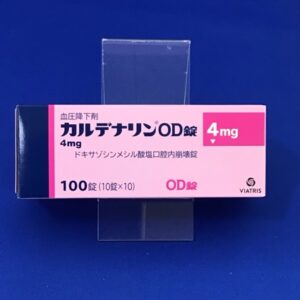 血圧降下剤
カルデナリン®OD錠 4mg
4mg
ドキサゾシンメシル酸塩口腔内崩壊錠
100錠 (10錠×10) OD錠
VIATRIS